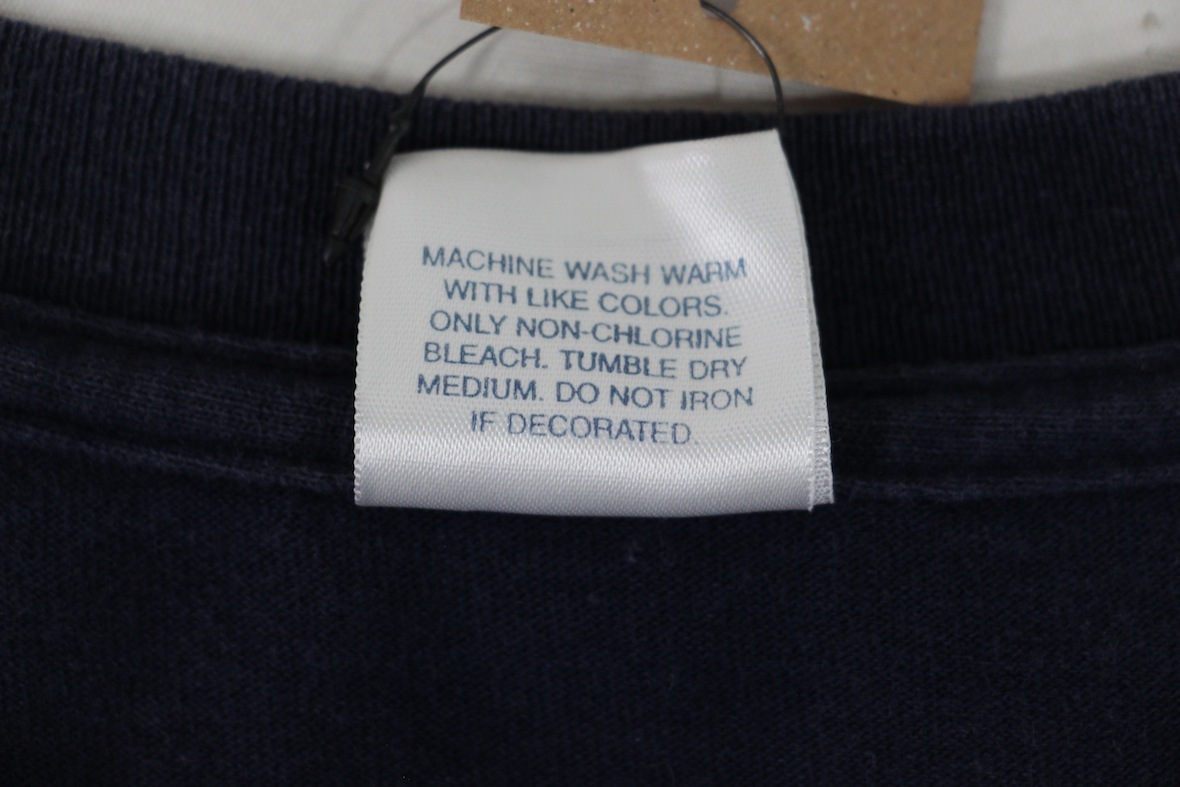 MACHINE WASH WARM
WITH LIKE COLORS.
ONLY NON-CHLORINE
BLEACH. TUMBLE DRY
MEDIUM. DO NOT IRON
IF DECORATED.